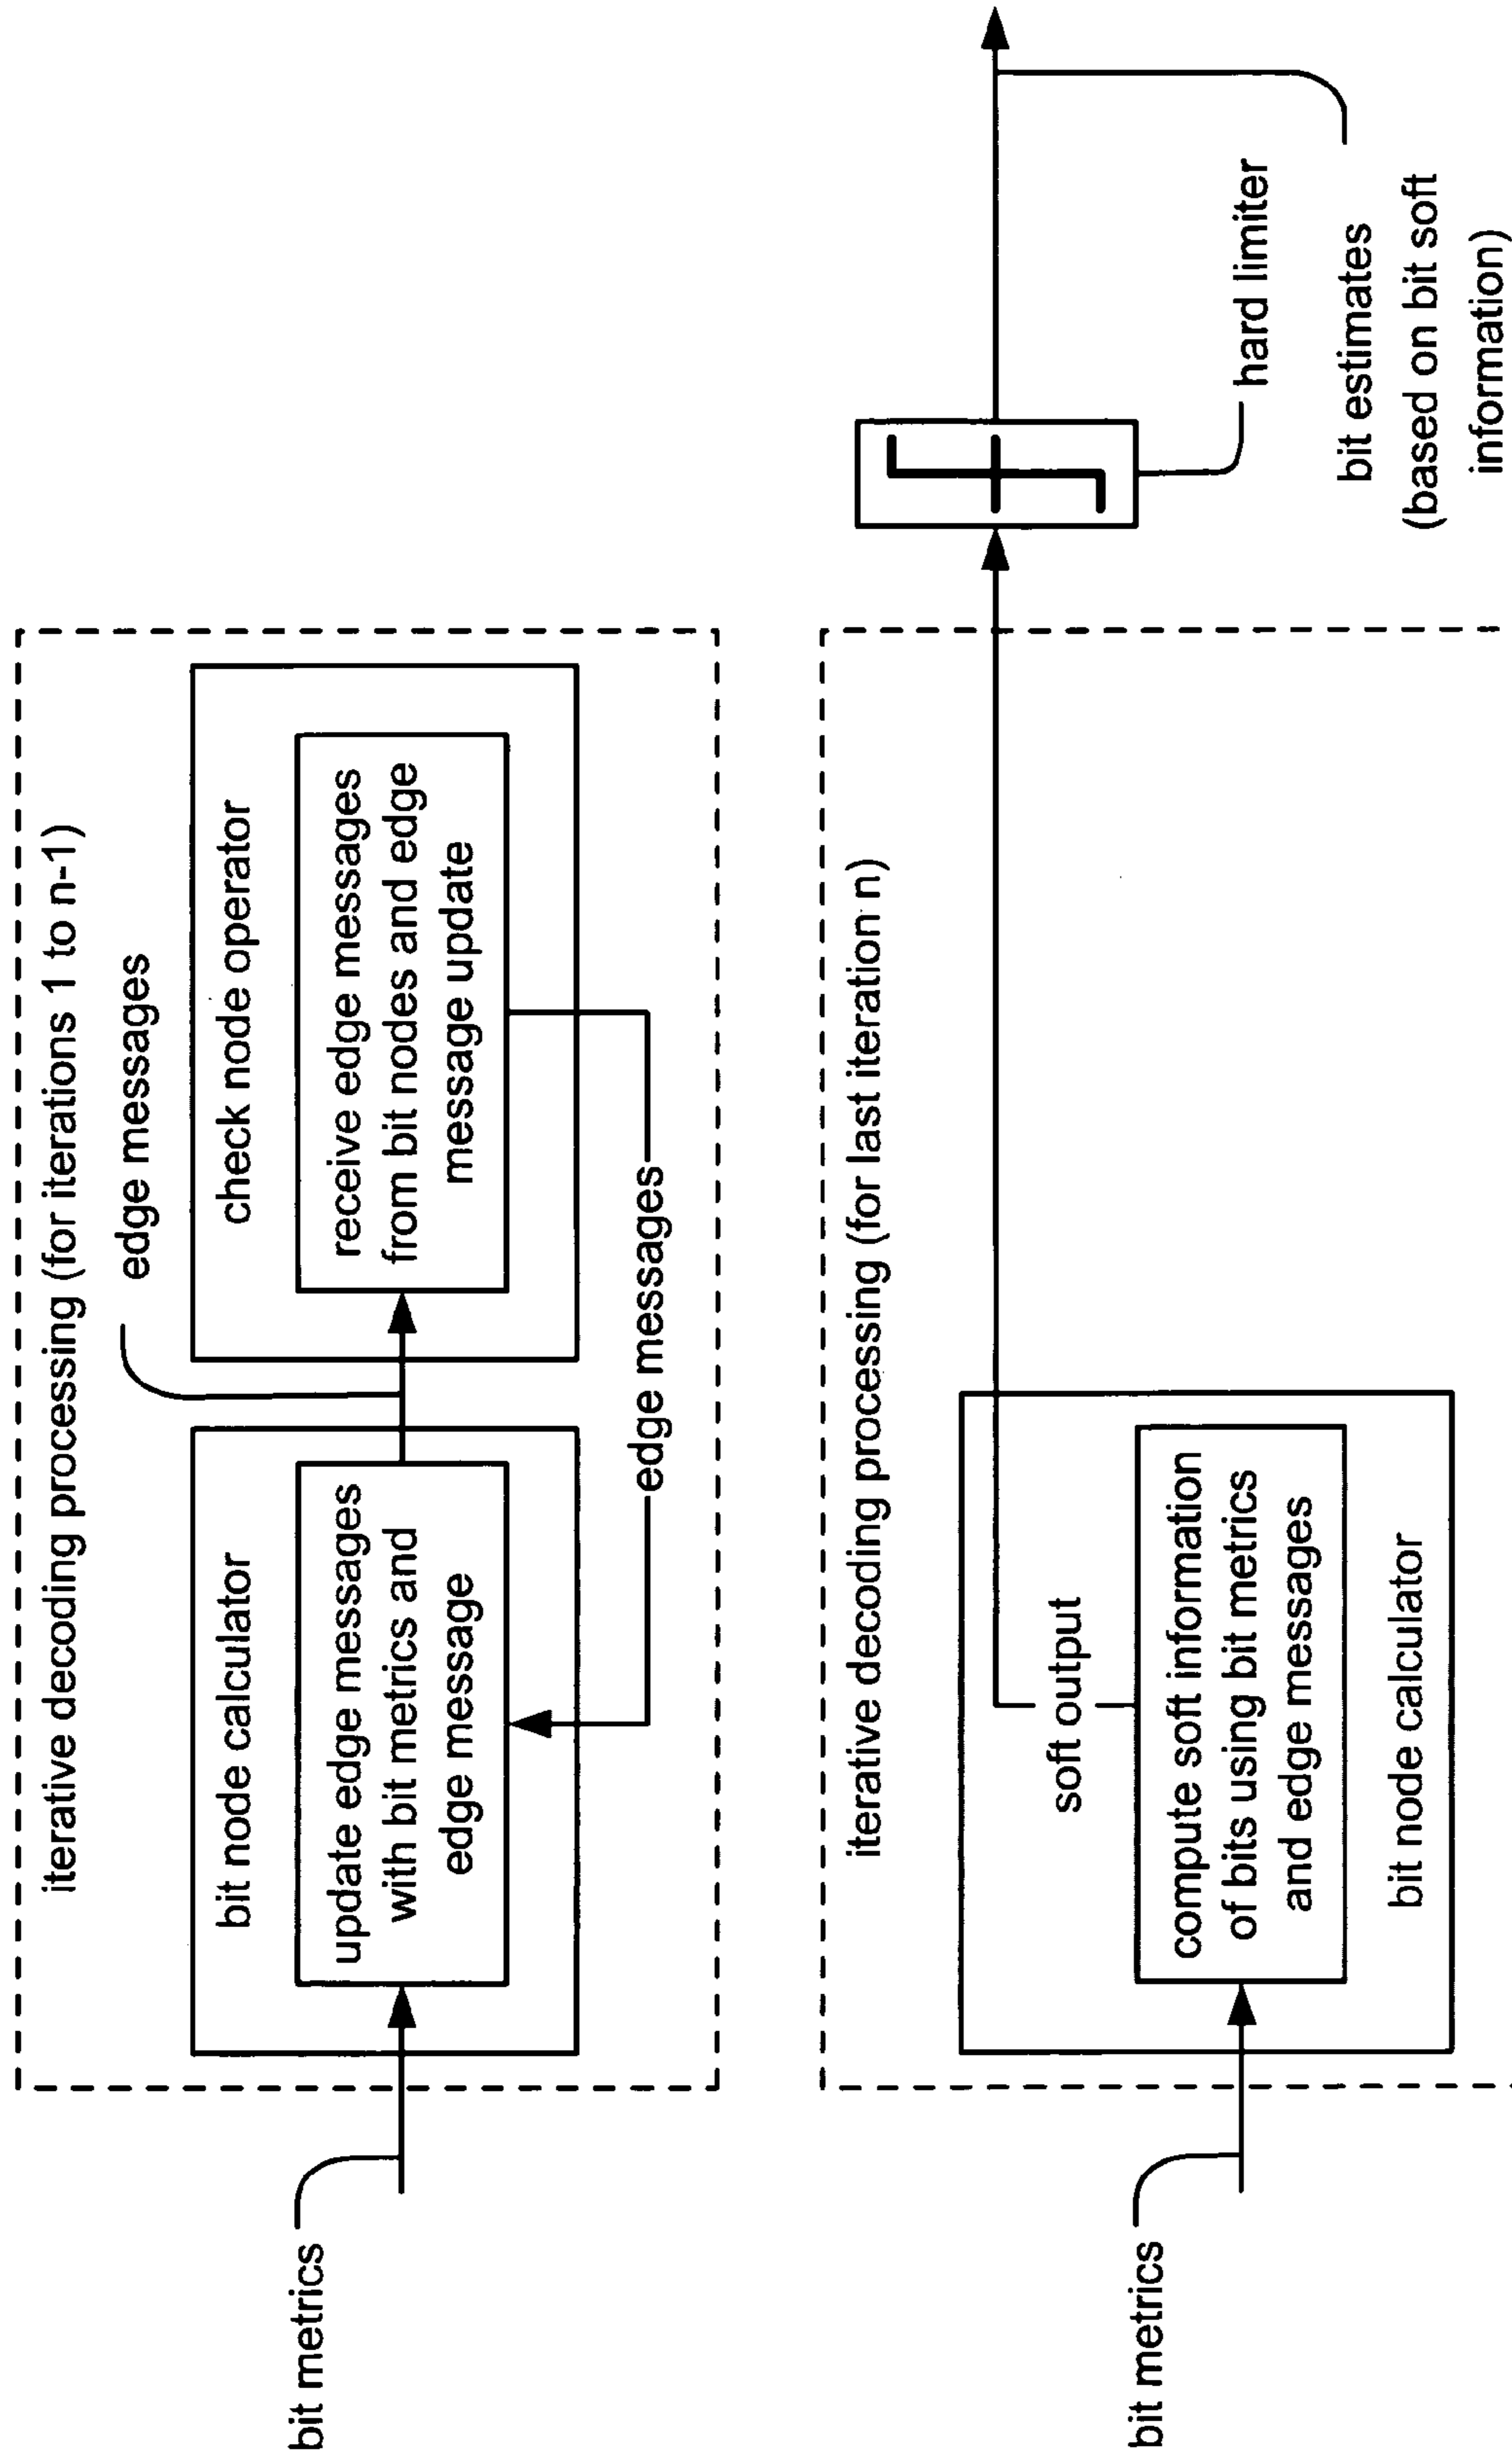 iterative decoding processing (for iterations 1 to n-1)
edge messages
bit node calculator
check node operator
bit metrics
update edge messages
with bit metrics and
edge message
receive edge messages
from bit nodes and edge
message update
edge messages
iterative decoding processing (for last iteration n)
soft output
bit metrics
compute soft information
of bits using bit metrics
and edge messages
bit node calculator
hard limiter
bit estimates
(based on bit soft
information)